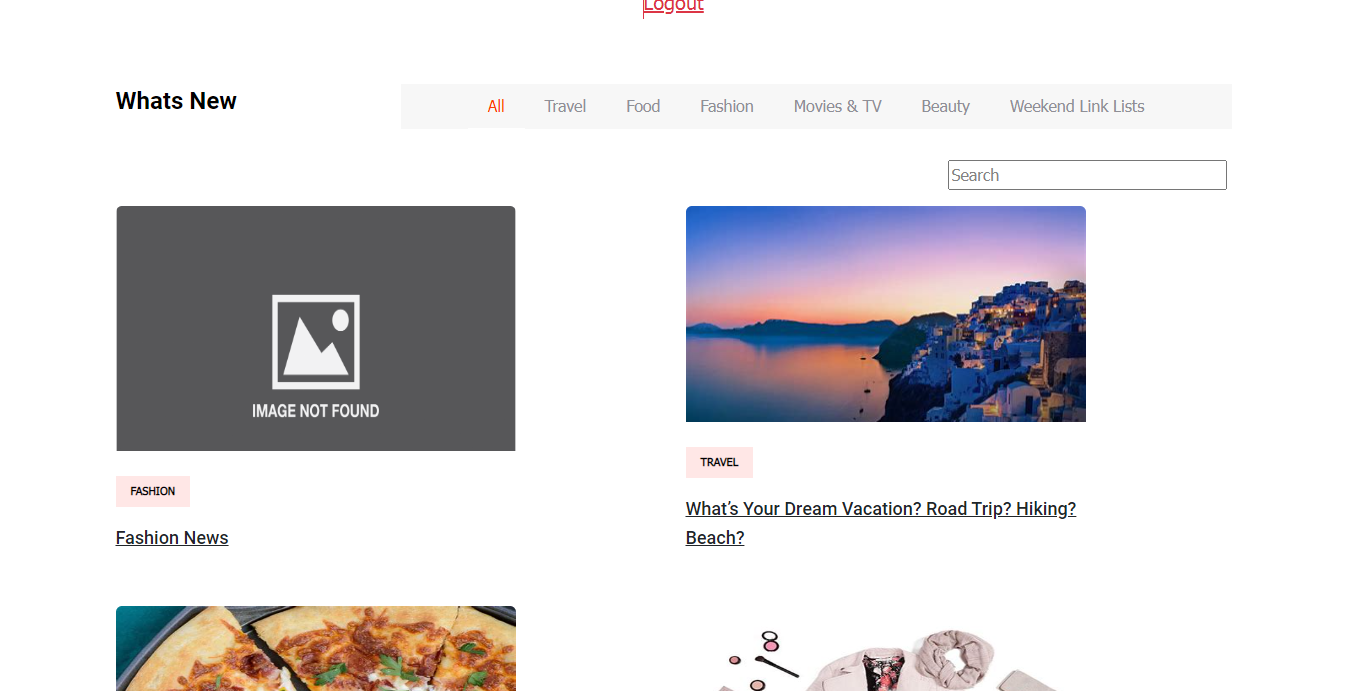 Logout
Whats New
All Travel Food Fashion Movies & TV Beauty Weekend Link Lists
Search
IMAGE NOT FOUND
FASHION
Fashion News
TRAVEL
What’s Your Dream Vacation? Road Trip? Hiking?
Beach?